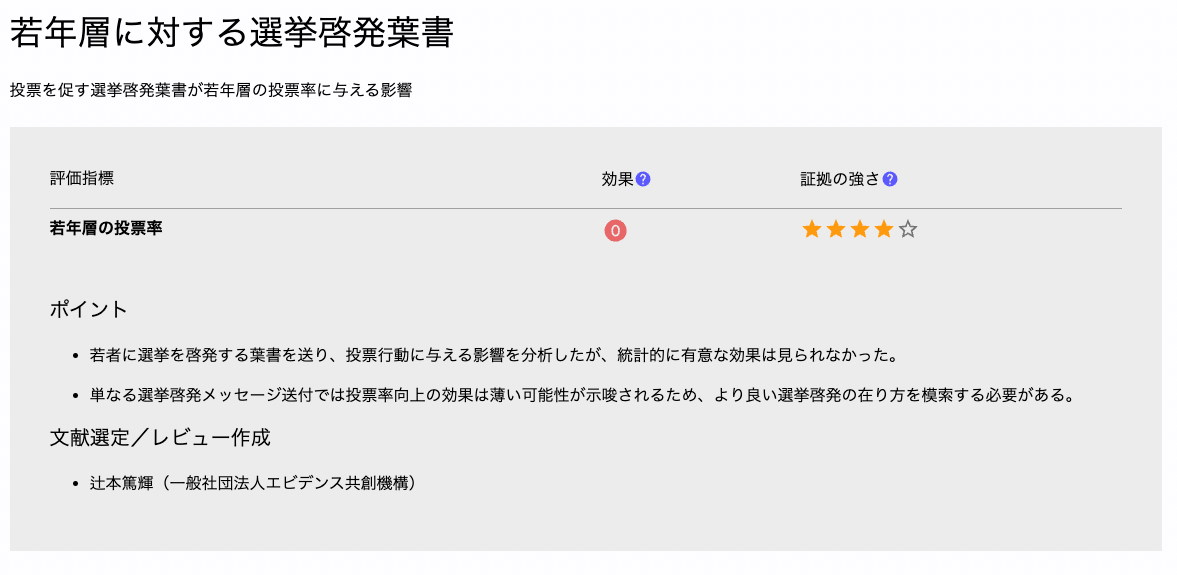 若年層に対する選挙啓発葉書
投票を促す選挙啓発葉書が若年層の投票率に与える影響
評価指標 効果? 証拠の強さ?
若年層の投票率 0 ★★★★☆
ポイント
• 若者に選挙を啓発する葉書を送り、投票行動に与える影響を分析したが、統計的に有意な効果は見られなかった。
• 単なる選挙啓発メッセージ送付では投票率向上の効果は薄い可能性が示唆されるため、より良い選挙啓発の在り方を模索する必要がある。
文献選定／レビュー作成
• 辻本篤輝（一般社団法人エビデンス共創機構）